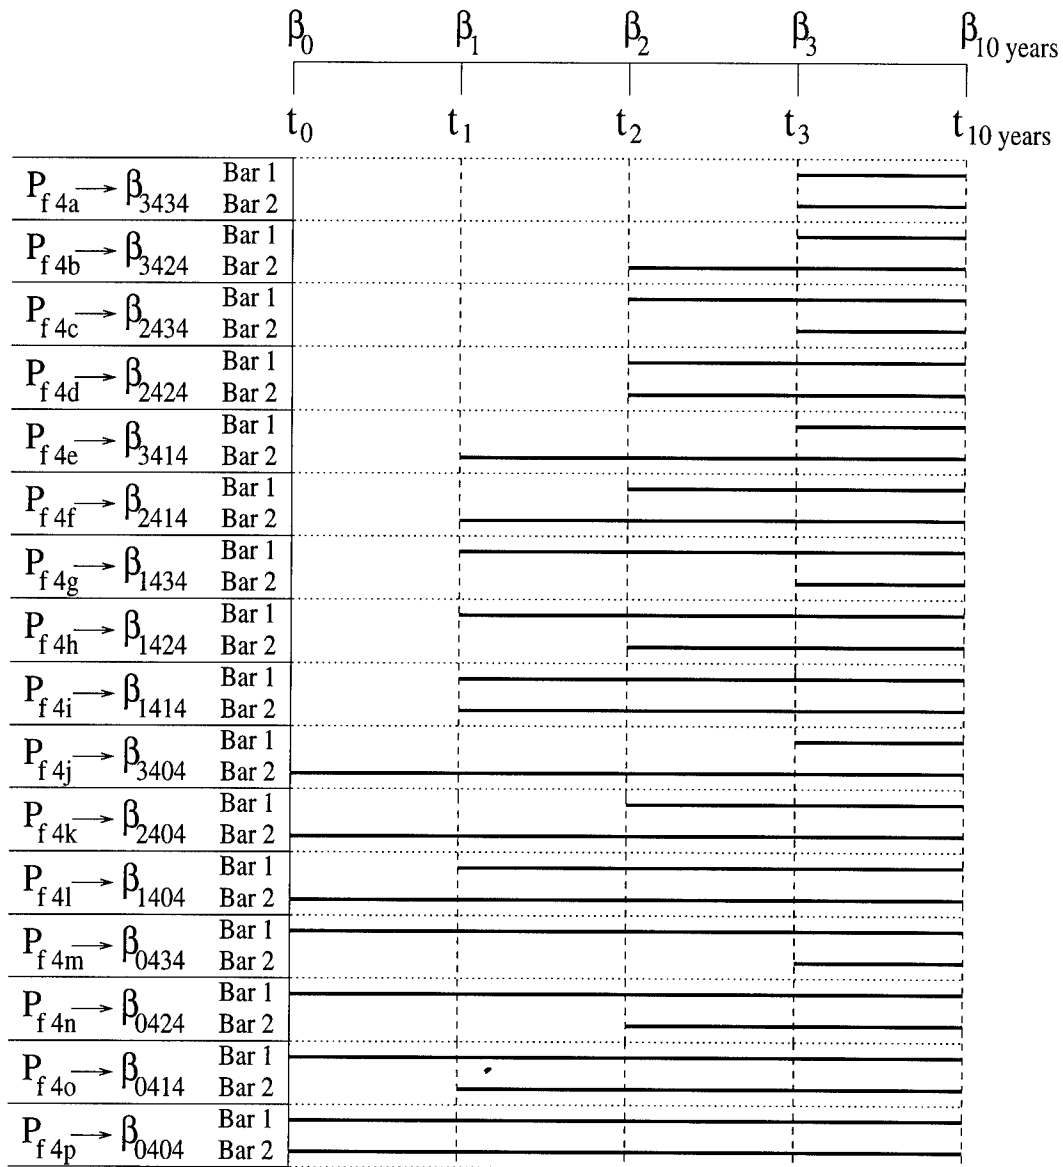 β0 β1 β2 β3 β10 years
t0 t1 t2 t3 t10 years
Pf 4a → β3434 Bar 1
Bar 2
Pf 4b → β3424 Bar 1
Bar 2
Pf 4c → β2434 Bar 1
Bar 2
Pf 4d → β2424 Bar 1
Bar 2
Pf 4e → β3414 Bar 1
Bar 2
Pf 4f → β2414 Bar 1
Bar 2
Pf 4g → β1434 Bar 1
Bar 2
Pf 4h → β1424 Bar 1
Bar 2
Pf 4i → β1414 Bar 1
Bar 2
Pf 4j → β3404 Bar 1
Bar 2
Pf 4k → β2404 Bar 1
Bar 2
Pf 4l → β1404 Bar 1
Bar 2
Pf 4m → β0434 Bar 1
Bar 2
Pf 4n → β0424 Bar 1
Bar 2
Pf 4o → β0414 Bar 1
Bar 2
Pf 4p → β0404 Bar 1
Bar 2